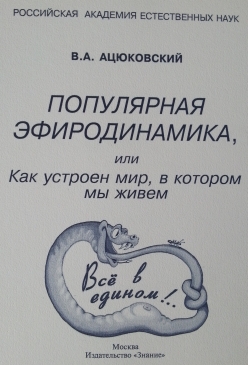 РОССИЙСКАЯ АКАДЕМИЯ ЕСТЕСТВЕННЫХ НАУК
В.А. АЦЮКОВСКИЙ
ПОПУЛЯРНАЯ
ЭФИРОДИНАМИКА,
или
Как устроен мир, в котором
мы живем
Всё в
едином!..
Москва
Издательство «Знание»